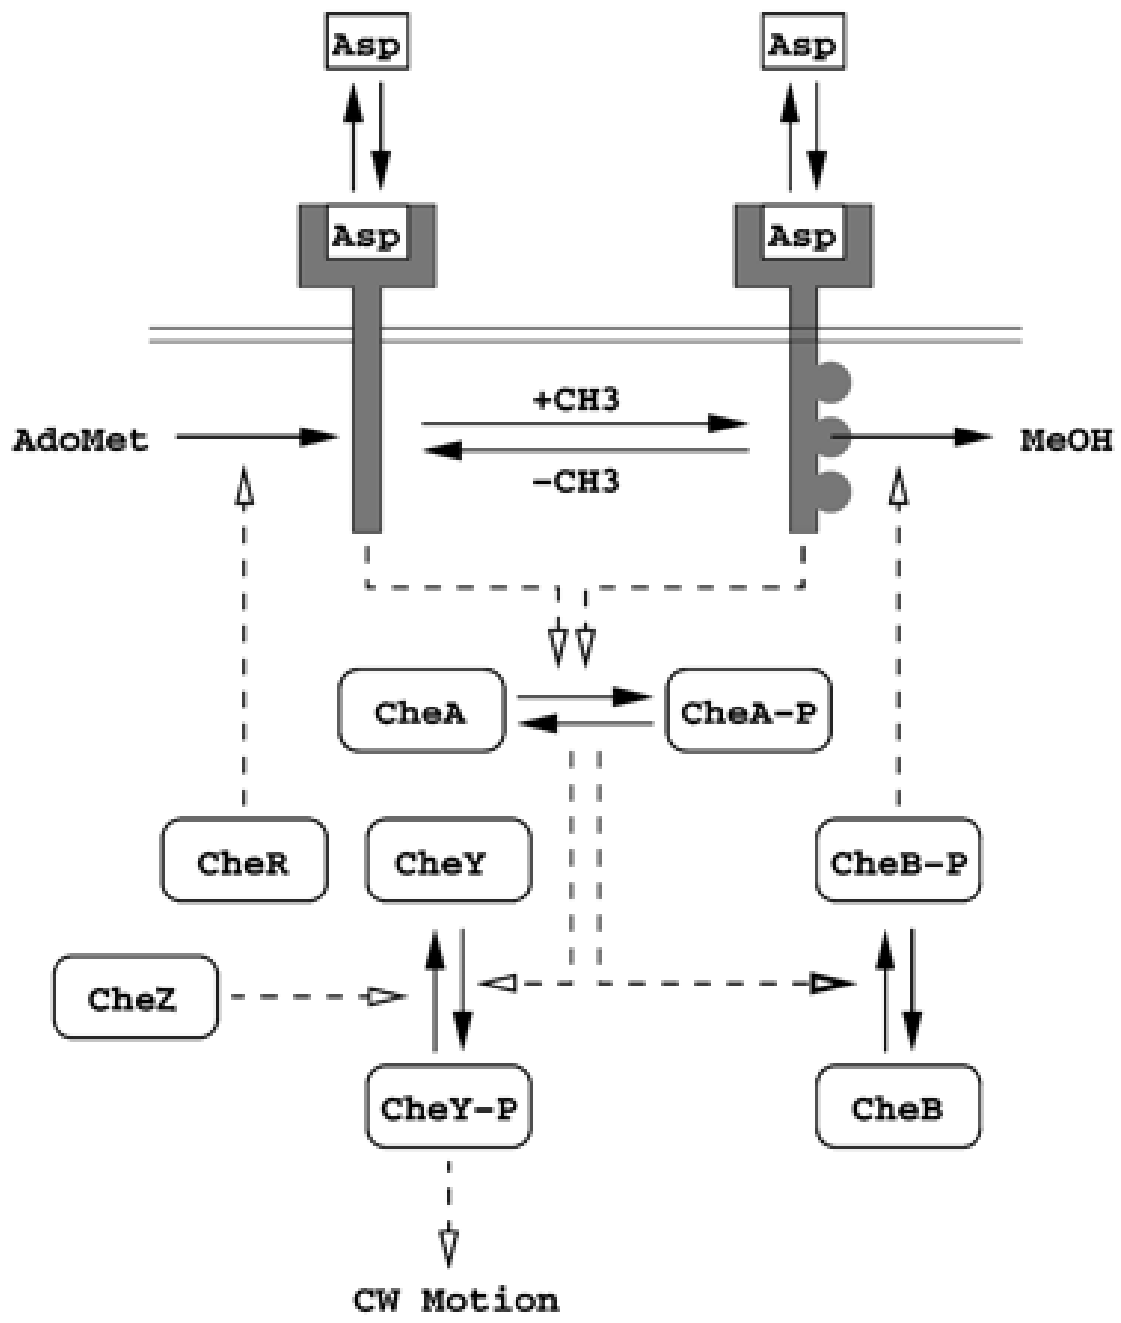 Asp
Asp
Asp
Asp
+CH3
AdoMet
MeOH
−CH3
CheA
CheA−P
CheR
CheY
CheB−P
CheZ
CheY−P
CheB
CW Motion